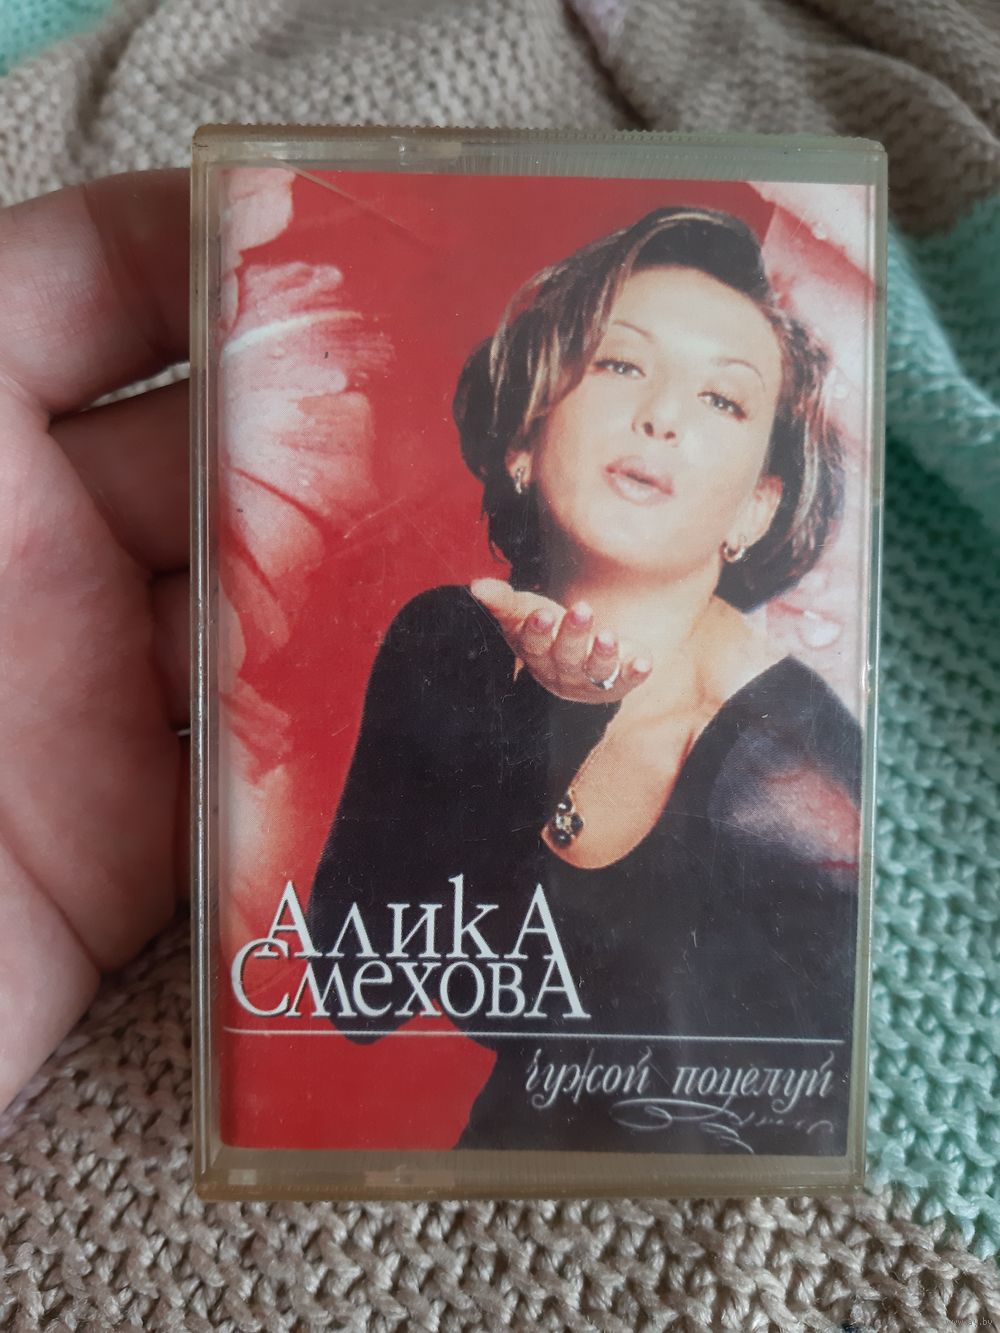 Алика
Смехова
чужой поцелуй